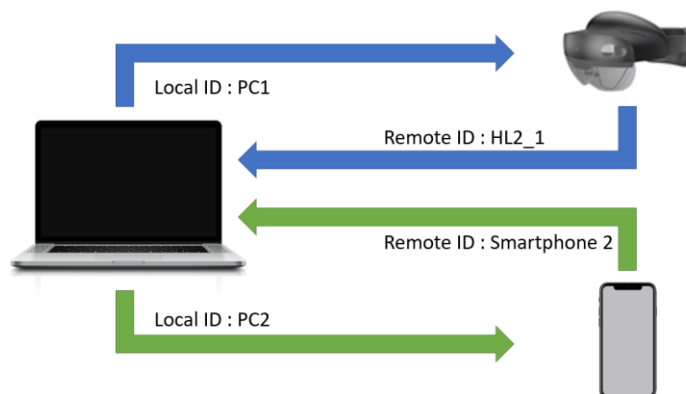 Local ID : PC1
Remote ID : HL2_1
Remote ID : Smartphone 2
Local ID : PC2